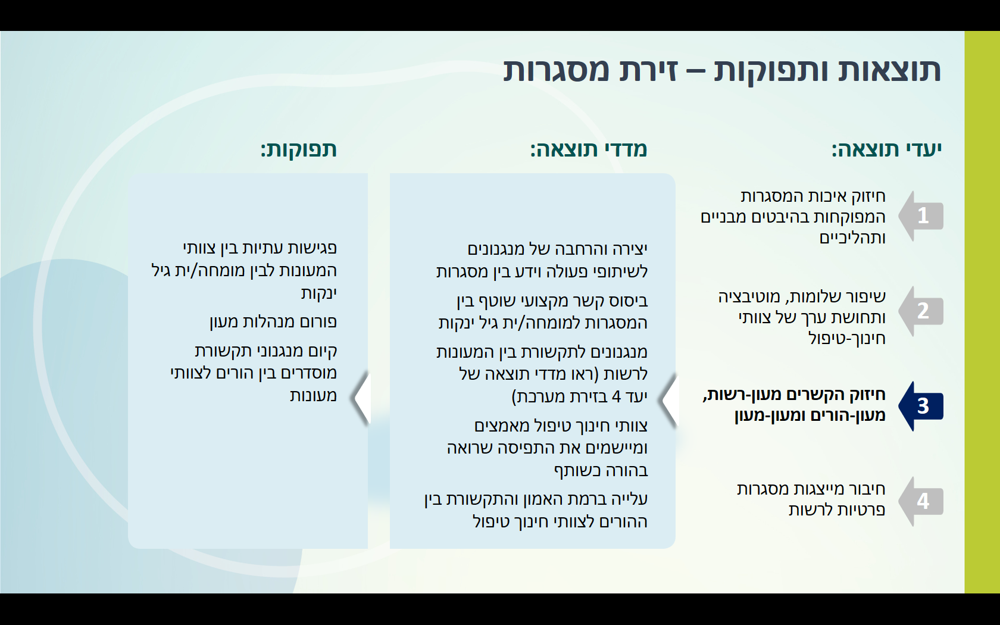 תוצאות ותפוקות – זירת מסגרות
יעדי תוצאה:
1
חיזוק איכות המסגרות
המפוקחות בהיבטים מבניים
ותהליכיים
2
שיפור שלומות, מוטיבציה
ותחושת ערך של צוותי
חינוך-טיפול
3
חיזוק הקשרים מעון-רשות,
מעון-הורים ומעון-מעון
4
חיבור מייצגות מסגרות
פרטיות לרשות
מדדי תוצאה:
יצירה והרחבה של מנגנונים
לשיתופי פעולה וידע בין מסגרות
ביסוס קשר מקצועי שוטף בין
המסגרות למומחה/ית גיל ינקות
מנגנונים לתקשורת בין המעונות
לרשות (ראו מדדי תוצאה של
יעד 4 בזירת מערכת)
צוותי חינוך טיפול מאמצים
ומיישמים את התפיסה שרואה
בהורה כשותף
עלייה ברמת האמון והתקשורת בין
ההורים לצוותי חינוך טיפול
תפוקות:
פגישות עתיות בין צוותי
המעונות לבין מומחה/ית גיל
ינקות
פורום מנהלות מעון
קיום מנגנוני תקשורת
מוסדרים בין הורים לצוותי
מעונות